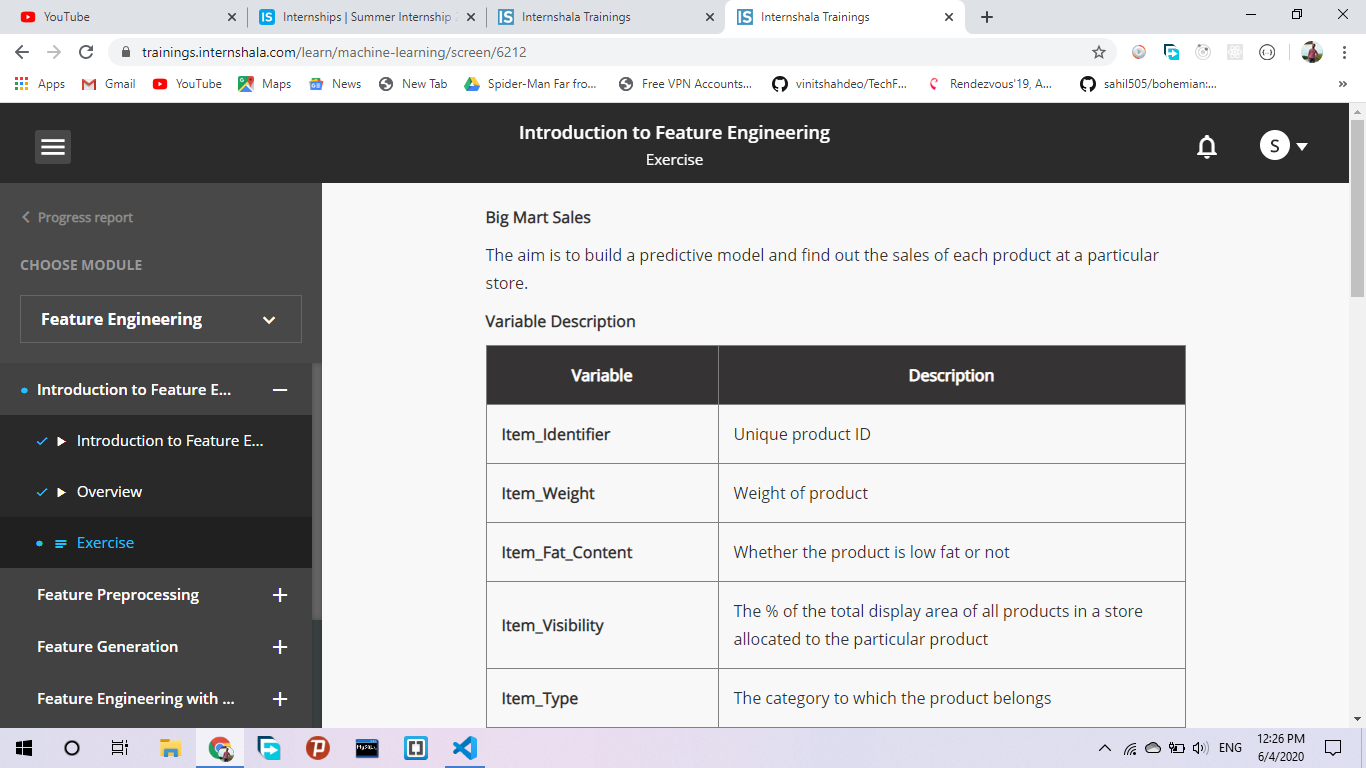 YouTube
Internships | Summer Internship
Internshala Trainings
Internshala Trainings
trainings.internshala.com/learn/machine-learning/screen/6212
Apps
Gmail
YouTube
Maps
News
New Tab
Spider-Man Far fro...
Free VPN Accounts...
vinitshahdeo/TechF...
Rendezvous'19, A...
sahil505/bohemian:...
»
Introduction to Feature Engineering
Exercise
S
Progress report
CHOOSE MODULE
Feature Engineering
Introduction to Feature E...
Introduction to Feature E...
Overview
Exercise
Feature Preprocessing
Feature Generation
Feature Engineering with ...
Big Mart Sales
The aim is to build a predictive model and find out the sales of each product at a particular
store.
Variable Description
Variable Description
Item_Identifier Unique product ID
Item_Weight Weight of product
Item_Fat_Content Whether the product is low fat or not
Item_Visibility The % of the total display area of all products in a store
allocated to the particular product
Item_Type The category to which the product belongs
MySQL
ENG
12:26 PM
6/4/2020